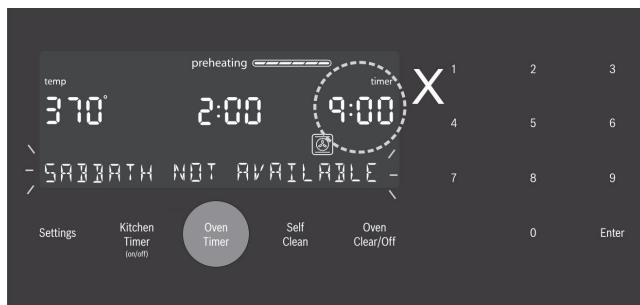 preheating
temp
timer
370° 2:00 9:00
X
SABBATH NOT AVAILABLE
Settings
Kitchen
Timer
(on/off)
Oven
Timer
Self
Clean
Oven
Clear/Off
1 2 3
4 5 6
7 8 9
0 Enter